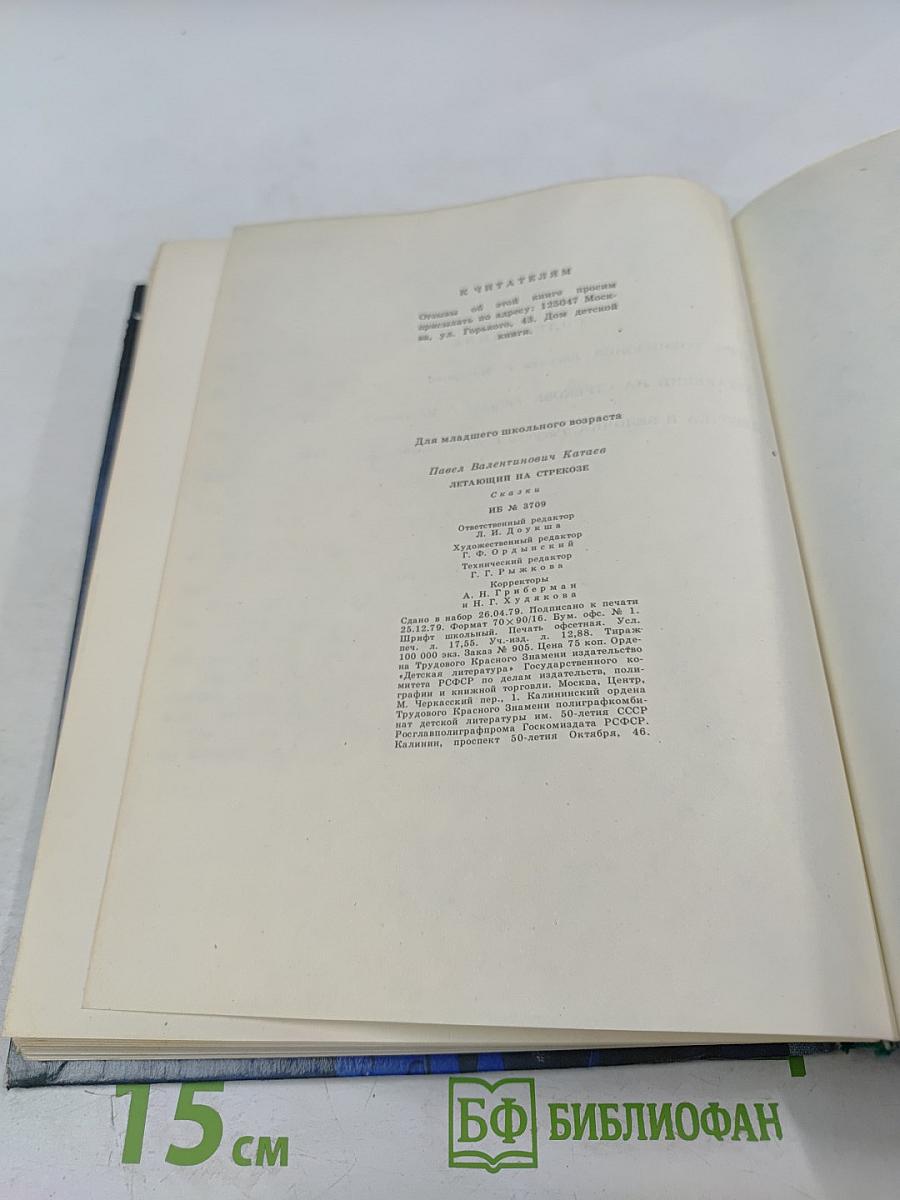 К ЧИТАТЕЛЯМ
Отзывы об этой книге просим
присылать по адресу: 125047 Моск-
ва, ул. Горького, 43. Дом детской
книги.
Для младшего школьного возраста
Павел Валентинович Катаев
ЛЕТАЮЩИЙ НА СТРЕКОЗЕ
Сказки
ИБ № 3709
Ответственный редактор
Л. И. Доукша
Художественный редактор
Г. Ф. Ордынский
Технический редактор
Г. Г. Рыжкова
Корректоры
А. Н. Гриберман
и Н. Г. Худякова
Сдано в набор 26.04.79. Подписано к печати
25.12.79. Формат 70×90/16. Бум. офс. № 1.
Шрифт школьный. Печать офсетная. Усл.
печ. л. 17,55. Уч.-изд. л. 12,88. Тираж
100 000 экз. Заказ № 905. Цена 75 коп. Орде-
на Трудового Красного Знамени издательство
«Детская литература» Государственного ко-
митета РСФСР по делам издательств, поли-
графии и книжной торговли. Москва, Центр,
М. Черкасский пер., 1. Калининский ордена
Трудового Красного Знамени полиграфкомби-
нат детской литературы им. 50-летия СССР
Росглавполиграфпрома Госкомиздата РСФСР.
Калинин, проспект 50-летия Октября, 46.
15 см
БФ БИБЛИОФАН